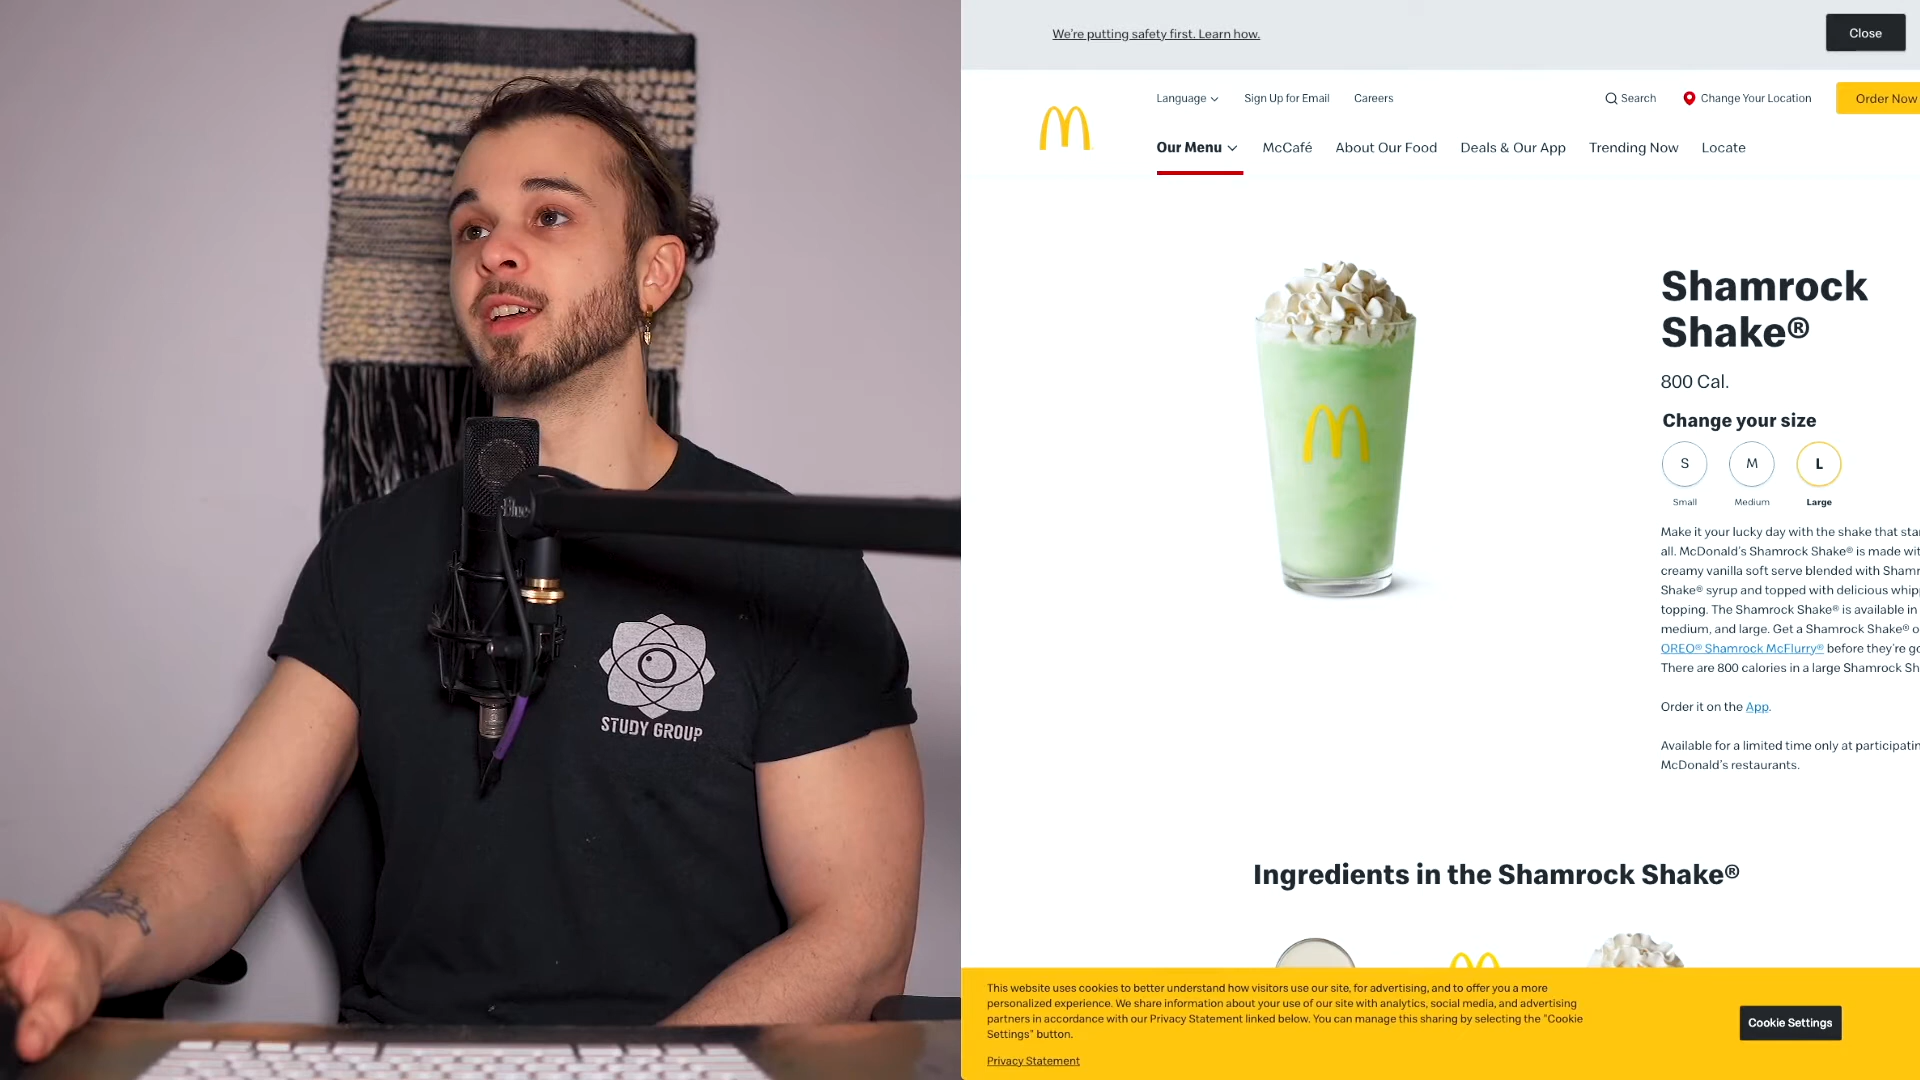 Blue
STUDY GROUP
We're putting safety first. Learn how.
Close
Language
Sign Up for Email
Careers
Search
Change Your Location
Order Now
Our Menu
McCafé
About Our Food
Deals & Our App
Trending Now
Locate
Shamrock
Shake®
800 Cal.
Change your size
S
M
L
Small
Medium
Large
Make it your lucky day with the shake that
all. McDonald's Shamrock Shake® is made
creamy vanilla soft serve blended with
Shake® syrup and topped with delicious
topping. The Shamrock Shake® is available in
medium, and large. Get a Shamrock Shake®
OREO® Shamrock McFlurry® before they're
There are 800 calories in a large Shamrock
Order it on the App.
Available for a limited time only at
McDonald's restaurants.
Ingredients in the Shamrock Shake®
This website uses cookies to better understand how visitors use our site, for advertising, and to offer you a more
personalized experience. We share information about your use of our site with analytics, social media, and advertising
partners in accordance with our Privacy Statement linked below. You can manage this sharing by selecting the "Cookie
Settings" button.
Privacy Statement
Cookie Settings